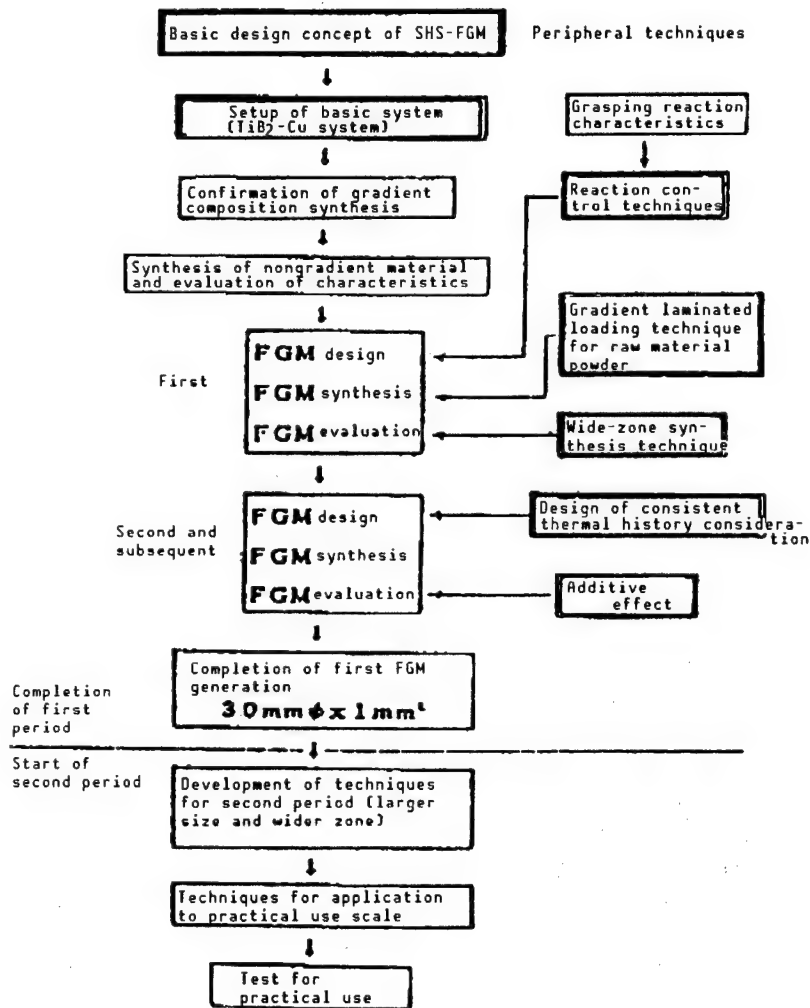 Basic design concept of SHS-FGM
Peripheral techniques
Setup of basic system
(TiB2-Cu system)
Grasping reaction
characteristics
Confirmation of gradient
composition synthesis
Reaction con-
trol techniques
Synthesis of nongradient material
and evaluation of characteristics
Gradient laminated
loading technique
for raw material
powder
First
FGM design
FGM synthesis
FGM evaluation
Wide-zone syn-
thesis technique
Second and
subsequent
FGM design
FGM synthesis
FGM evaluation
Design of consistent
thermal history considera-
tion
Additive
effect
Completion of first FGM
generation
30mmφ x 1mmt
Completion
of first
period
Start of
second period
Development of techniques
for second period (larger
size and wider zone)
Techniques for application
to practical use scale
Test for
practical use